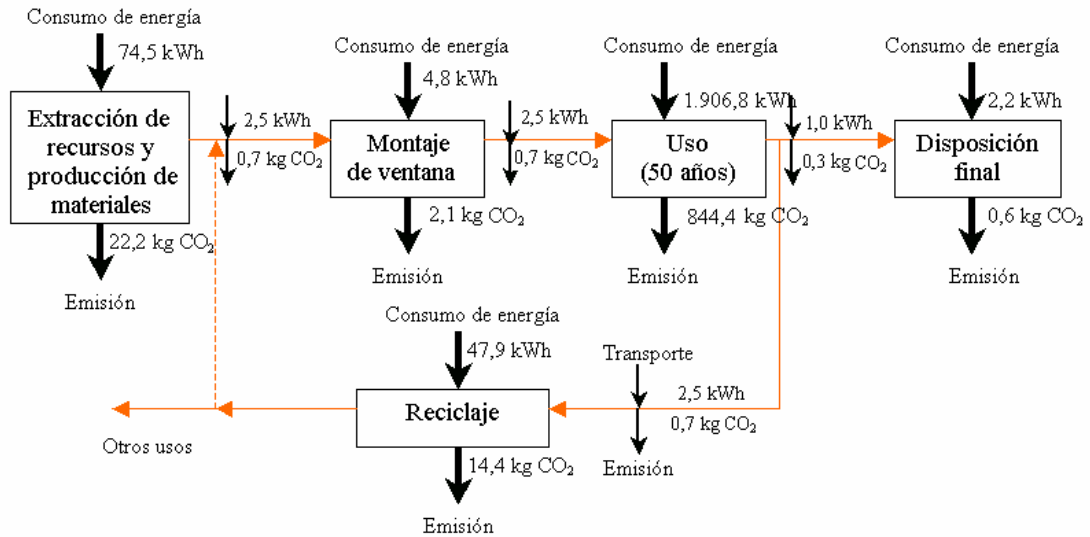 Consumo de energía
74,5 kWh
Extracción de
recursos y
producción de
materiales
22,2 kg CO₂
Emisión
2,5 kWh
0,7 kg CO₂
Consumo de energía
4,8 kWh
Montaje
de ventana
2,1 kg CO₂
Emisión
2,5 kWh
0,7 kg CO₂
Consumo de energía
1.906,8 kWh
Uso
(50 años)
844,4 kg CO₂
Emisión
1,0 kWh
0,3 kg CO₂
Consumo de energía
2,2 kWh
Disposición
final
0,6 kg CO₂
Emisión
Consumo de energía
47,9 kWh
Reciclaje
14,4 kg CO₂
Emisión
Transporte
2,5 kWh
0,7 kg CO₂
Emisión
Otros usos